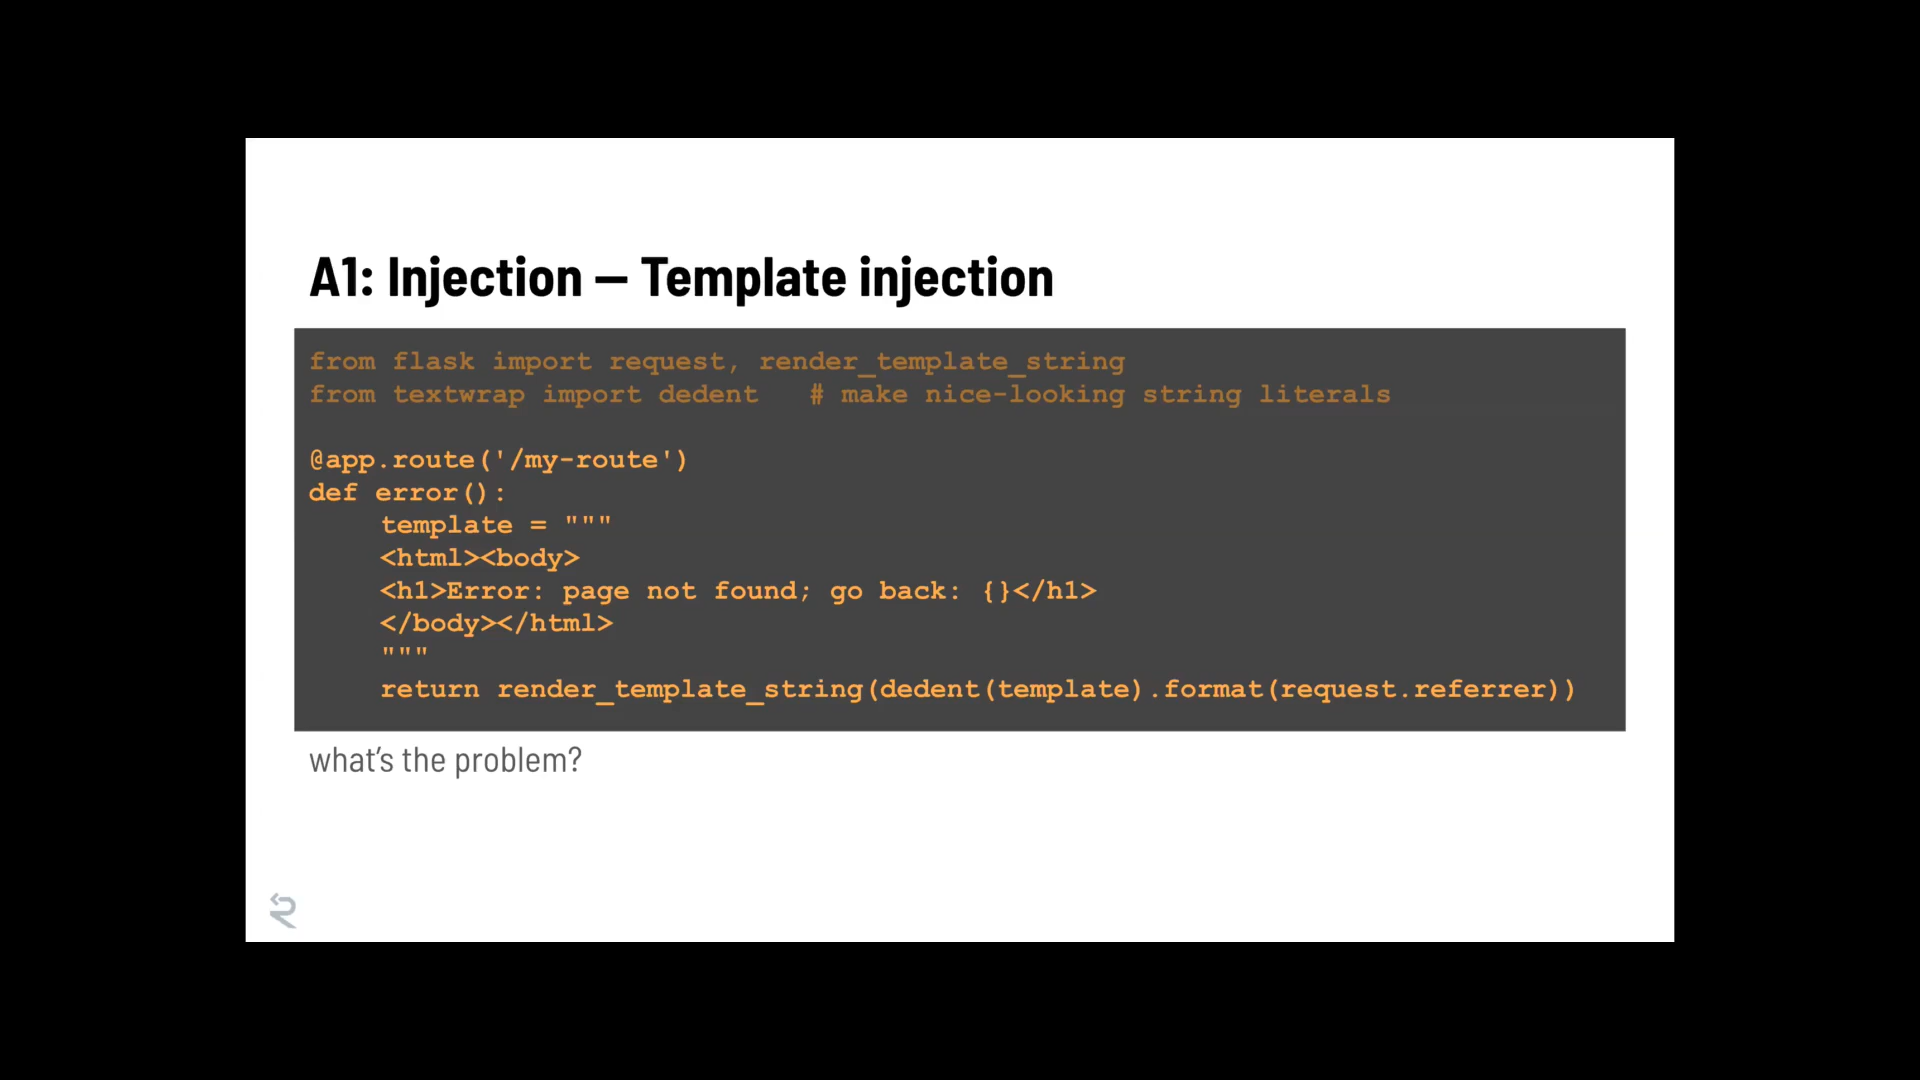 A1: Injection — Template injection
from flask import request, render_template_string
from textwrap import dedent   # make nice-looking string literals
@app.route('/my-route')
def error():
template = """
<html><body>
<h1>Error: page not found; go back: {}</h1>
</body></html>
"""
return render_template_string(dedent(template).format(request.referrer))
what’s the problem?